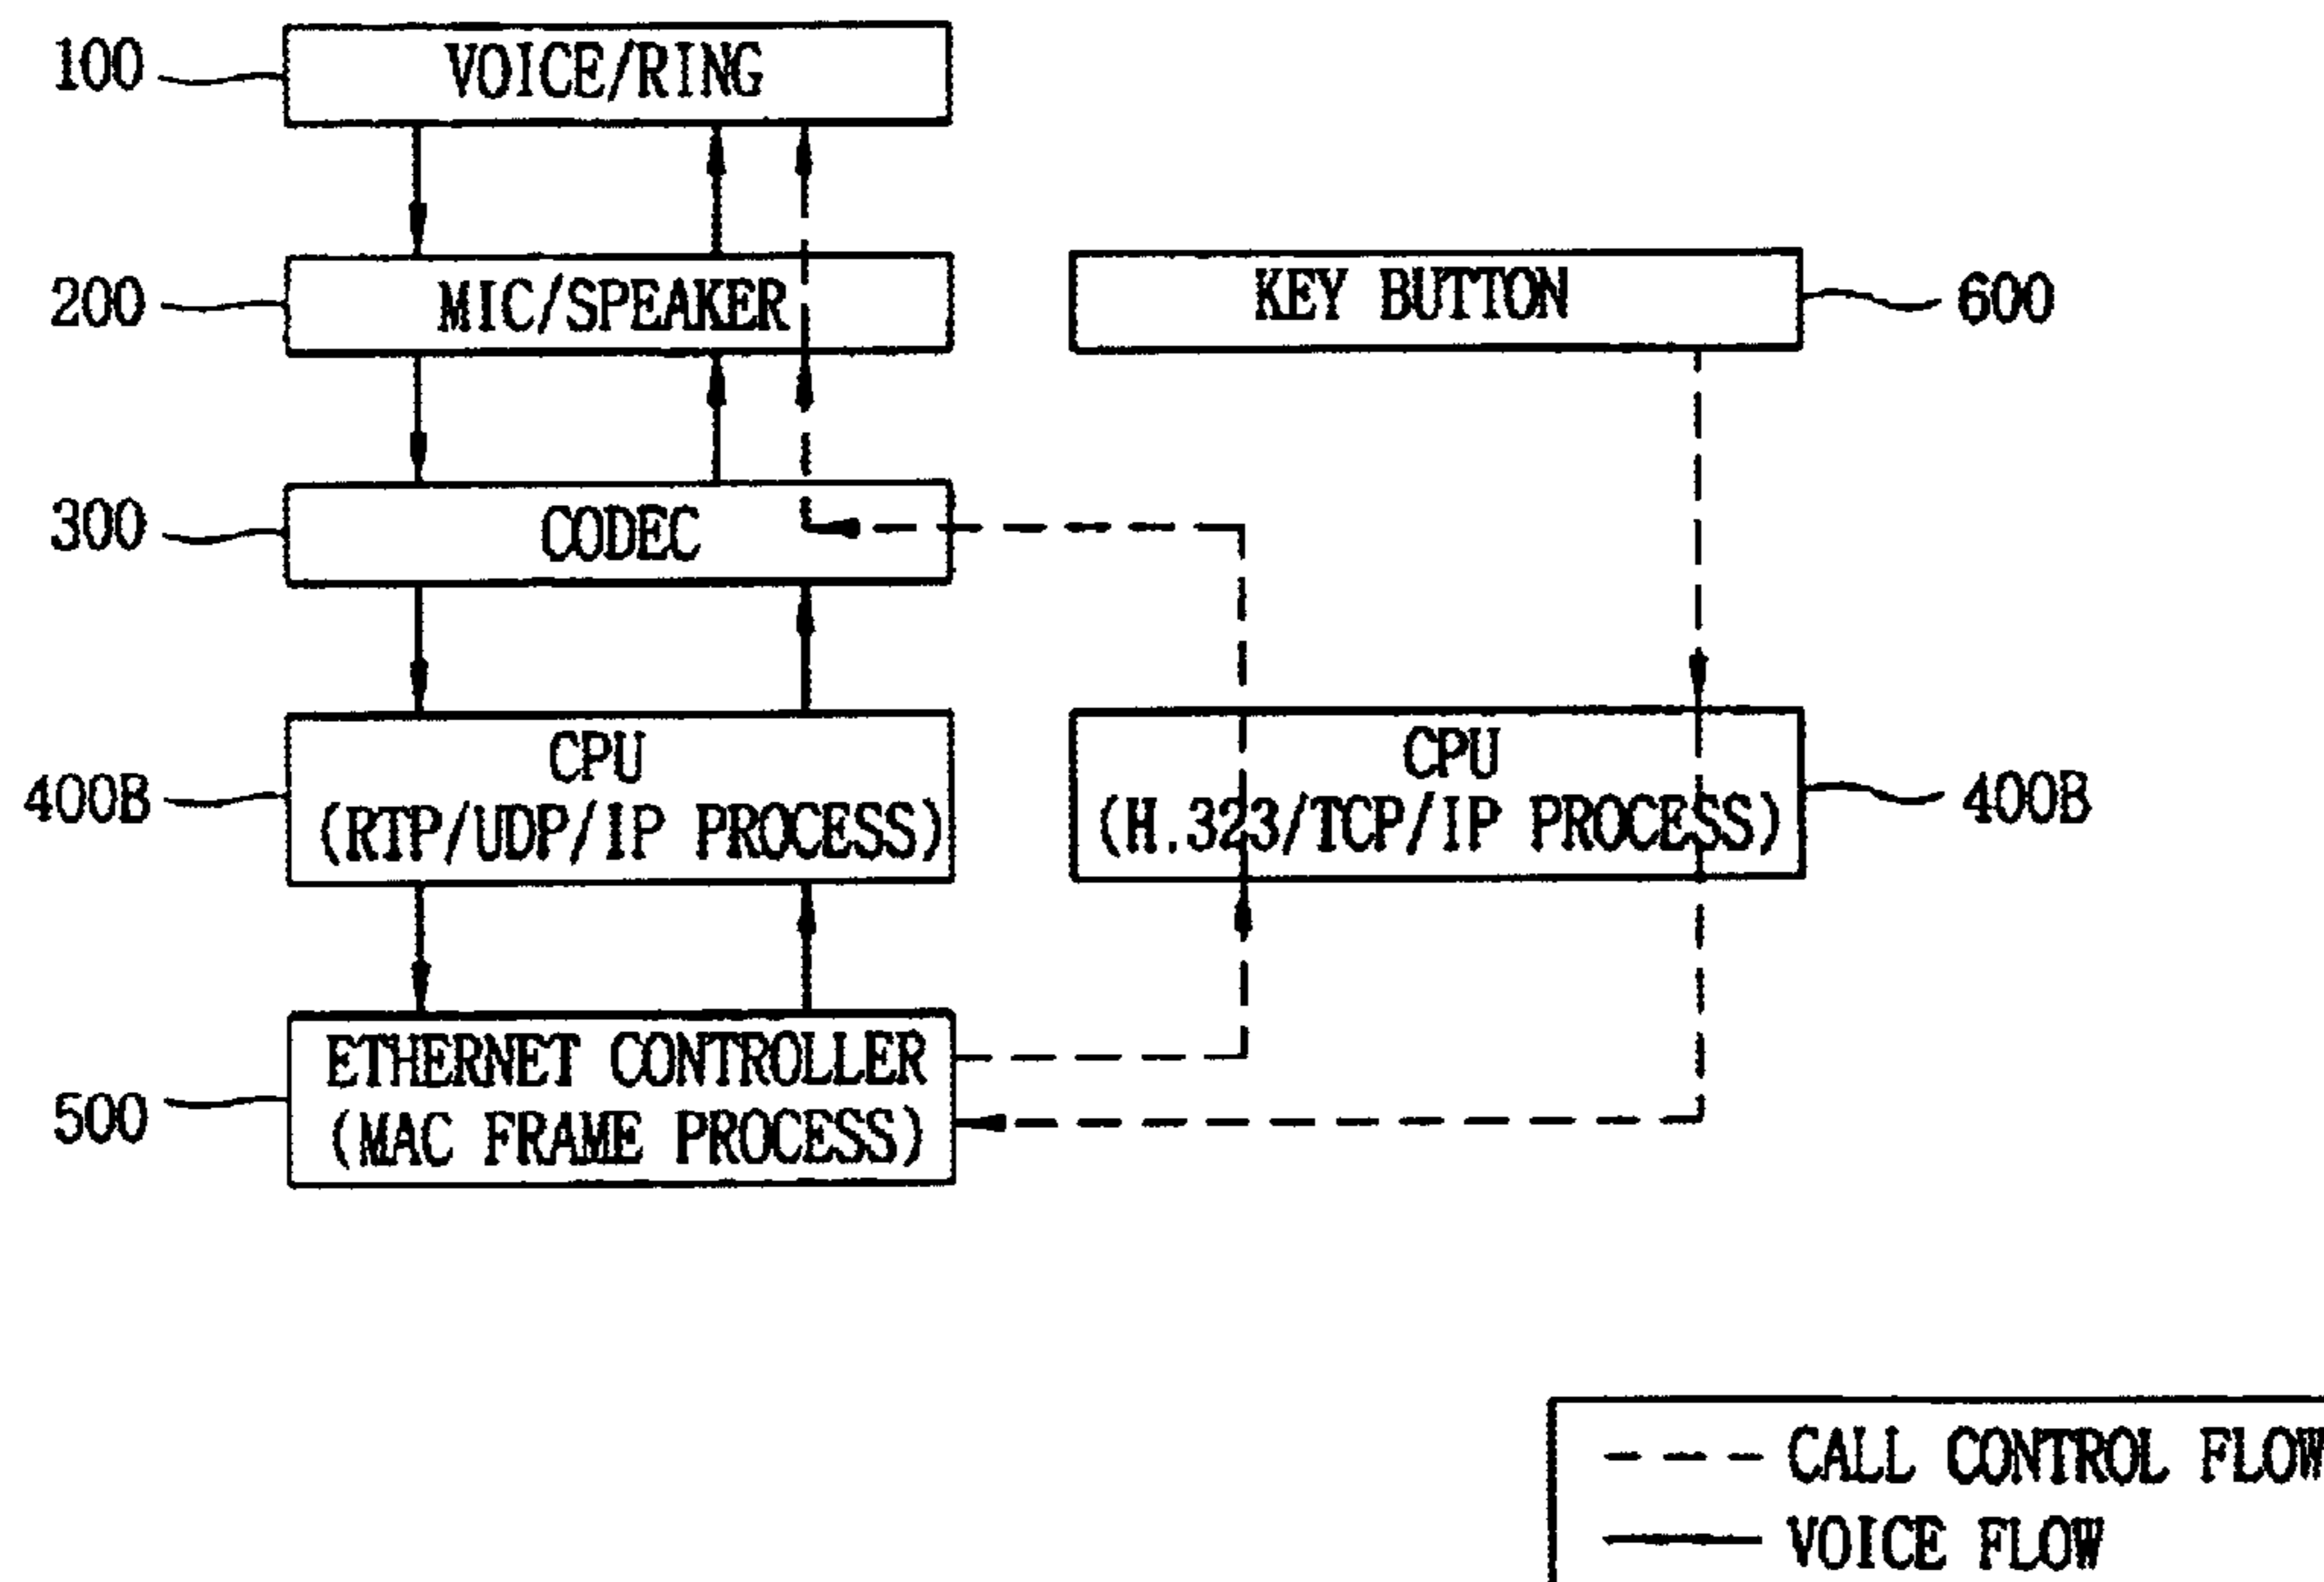 100
VOICE/RING
200
MIC/SPEAKER
KEY BUTTON
600
300
CODEC
400B
CPU
(RTP/UDP/IP PROCESS)
CPU
(H.323/TCP/IP PROCESS)
400B
500
ETHERNET CONTROLLER
(MAC FRAME PROCESS)
CALL CONTROL FLOW
VOICE FLOW